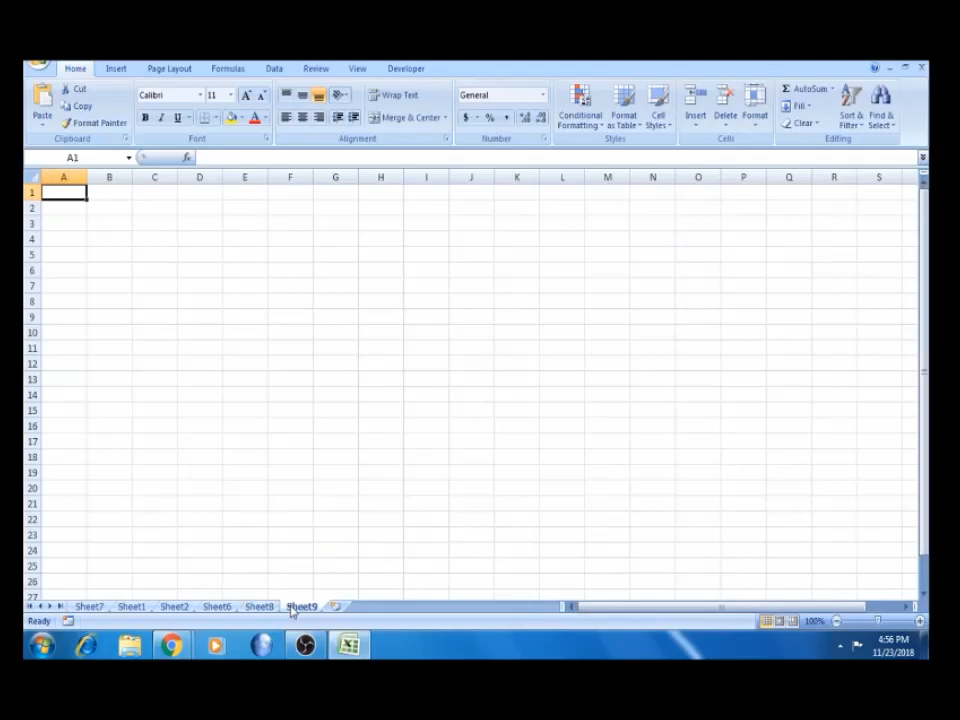 Home Insert Page Layout Formulas Data Review View Developer
Cut
Copy
Format Painter
Paste
Clipboard
Calibri 11
B I U
Font
Wrap Text
Merge & Center
Alignment
General
$ % ,
Number
Conditional Formatting
Format as Table
Cell Styles
Styles
Insert Delete Format
Cells
Σ AutoSum
Fill
Clear
Sort & Filter
Find & Select
Editing
A1 fx
A B C D E F G H I J K L M N O P Q R S
1
2
3
4
5
6
7
8
9
10
11
12
13
14
15
16
17
18
19
20
21
22
23
24
25
26
27
Sheet7 Sheet1 Sheet2 Sheet6 Sheet8 Sheet9
Ready 100%
4:56 PM
11/23/2018